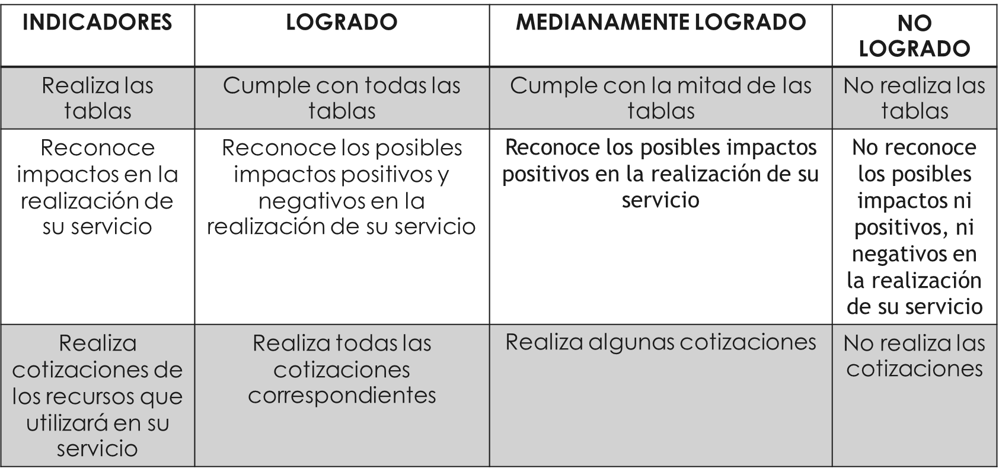 INDICADORES
LOGRADO
MEDIANAMENTE LOGRADO
NO
LOGRADO
Realiza las
tablas
Cumple con todas las
tablas
Cumple con la mitad de las
tablas
No realiza las
tablas
Reconoce
impactos en la
realización de
su servicio
Reconoce los posibles
impactos positivos y
negativos en la
realización de su servicio
Reconoce los posibles impactos
positivos en la realización de su
servicio
No reconoce
los posibles
impactos ni
positivos, ni
negativos en
la realización
de su servicio
Realiza
cotizaciones de
los recursos que
utilizará en su
servicio
Realiza todas las
cotizaciones
correspondientes
Realiza algunas cotizaciones
No realiza las
cotizaciones